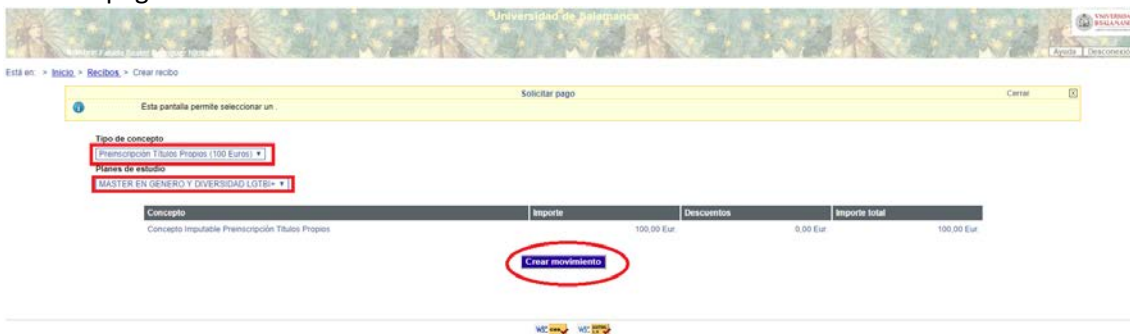 Universidad de Salamanca
Ayuda | Desconexió
Está en: > Inicio > Recibos > Crear recibo
Solicitar pago
Cerrar
Esta pantalla permite seleccionar un .
Tipo de concepto
Preinscripción Títulos Propios (100 Euros)
Planes de estudio
MASTER EN GENERO Y DIVERSIDAD LGTBI+
Concepto Importe Descuentos Importe total
Concepto Imputable Preinscripción Titulos Propios 100,00 Eur. 0,00 Eur. 100,00 Eur.
Crear movimiento